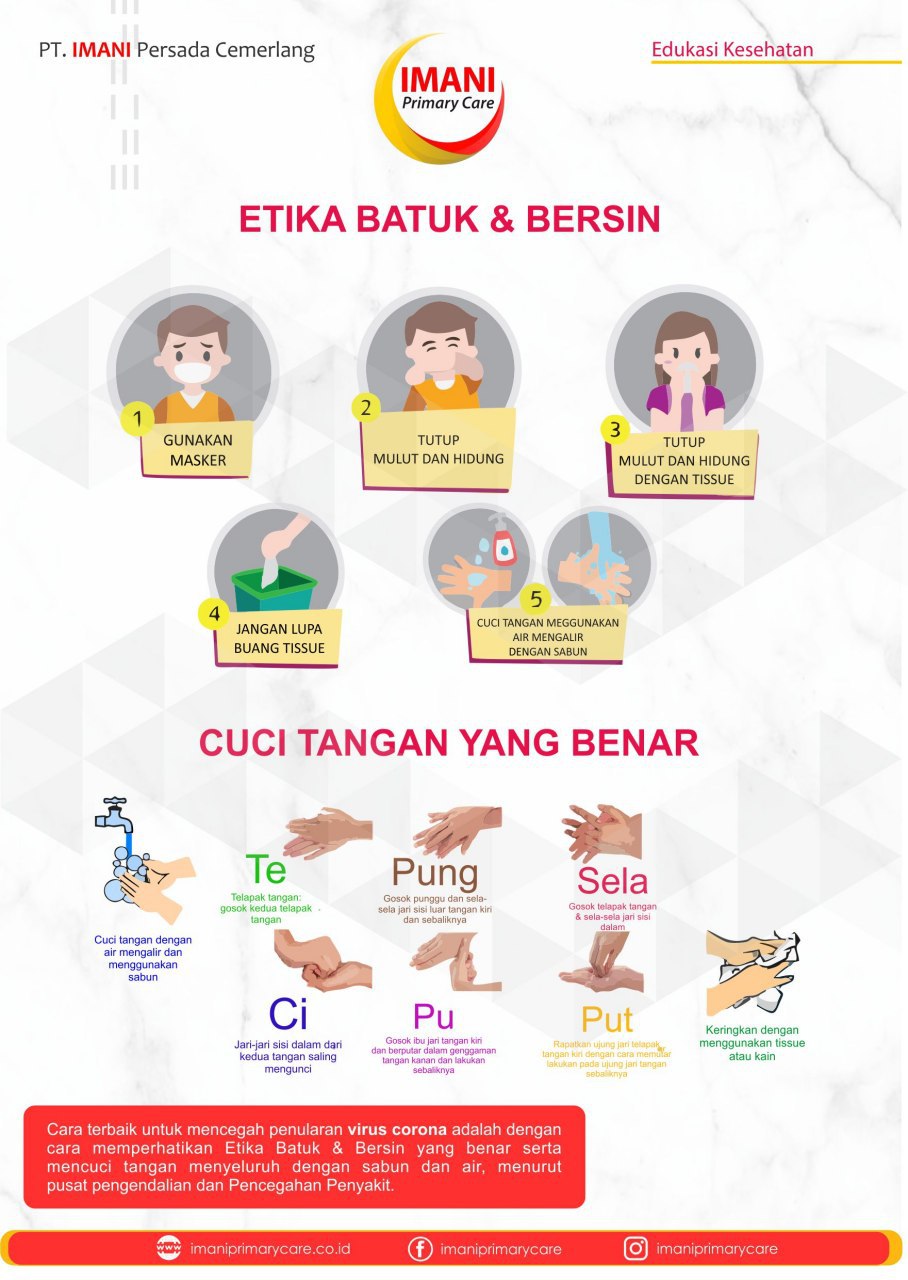 PT. IMANI Persada Cemerlang
Edukasi Kesehatan
IMANI
Primary Care
ETIKA BATUK & BERSIN
1
GUNAKAN
MASKER
2
TUTUP
MULUT DAN HIDUNG
3
TUTUP
MULUT DAN HIDUNG
DENGAN TISSUE
4
JANGAN LUPA
BUANG TISSUE
5
CUCI TANGAN MEGGUNAKAN
AIR MENGALIR
DENGAN SABUN
CUCI TANGAN YANG BENAR
Cuci tangan dengan
air mengalir dan
menggunakan
sabun
Te
Telapak tangan:
gosok kedua telapak
tangan
Pung
Gosok punggu dan sela-
sela jari sisi luar tangan kiri
dan sebaliknya
Sela
Gosok telapak tangan
& sela-sela jari sisi
dalam
Ci
Jari-jari sisi dalam dari
kedua tangan saling
mengunci
Pu
Gosok ibu jari tangan kiri
dan berputar dalam genggaman
tangan kanan dan lakukan
sebaliknya
Put
Rapatkan ujung jari telapak
tangan kiri dengan cara memutar
lakukan pada ujung jari tangan
sebaliknya
Keringkan dengan
menggunakan tissue
atau kain
Cara terbaik untuk mencegah penularan virus corona adalah dengan
cara memperhatikan Etika Batuk & Bersin yang benar serta
mencuci tangan menyeluruh dengan sabun dan air, menurut
pusat pengendalian dan Pencegahan Penyakit.
www imaniprimarycare.co.id
imaniprimarycare
imaniprimarycare